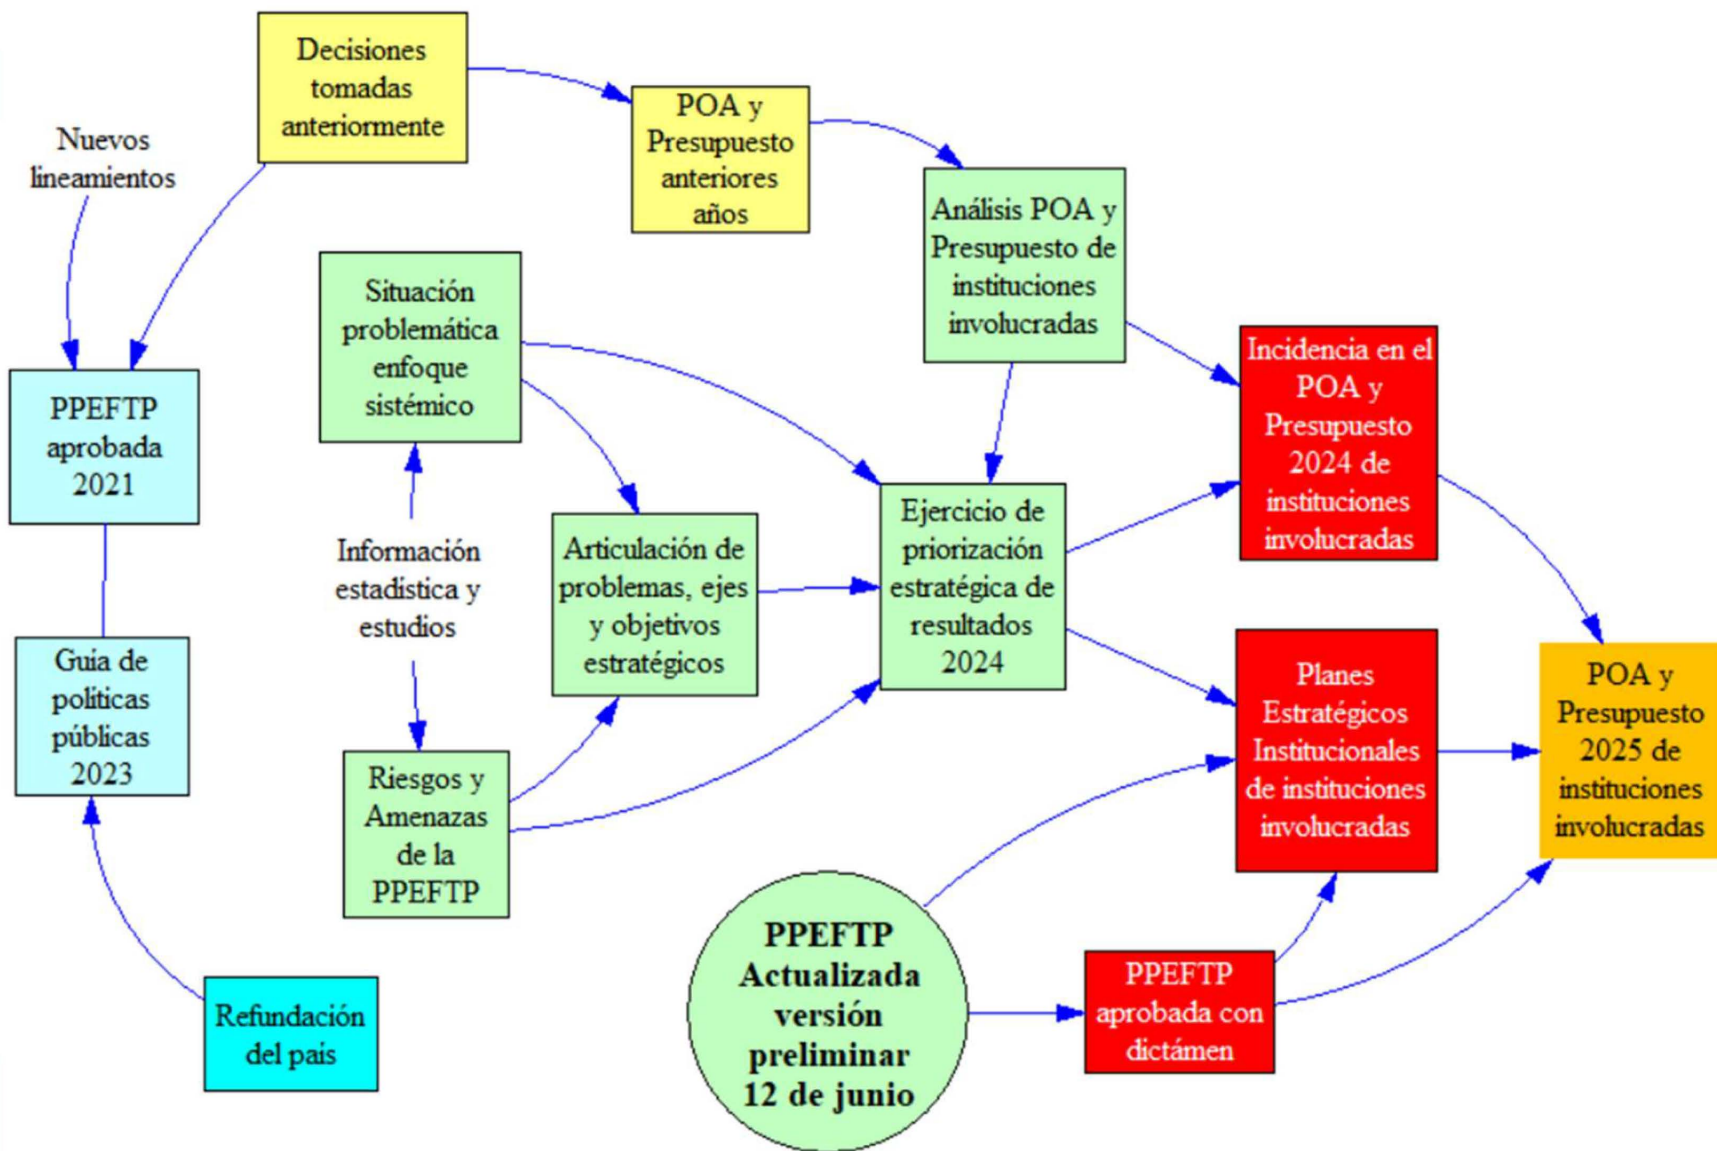 Decisiones
tomadas
anteriormente
POA y
Presupuesto
anteriores
años
Nuevos
lineamientos
Análisis POA y
Presupuesto de
instituciones
involucradas
Situación
problemática
enfoque
sistémico
Incidencia en el
POA y
Presupuesto
2024 de
instituciones
involucradas
PPEFTP
aprobada
2021
Información
estadística y
estudios
Articulación de
problemas, ejes
y objetivos
estratégicos
Ejercicio de
priorización
estratégica de
resultados
2024
Guia de
políticas
públicas
2023
Planes
Estratégicos
Institucionales
de instituciones
involucradas
POA y
Presupuesto
2025 de
instituciones
involucradas
Riesgos y
Amenazas
de la
PPEFTP
PPEFTP
Actualizada
versión
preliminar
12 de junio
PPEFTP
aprobada con
dictámen
Refundación
del país